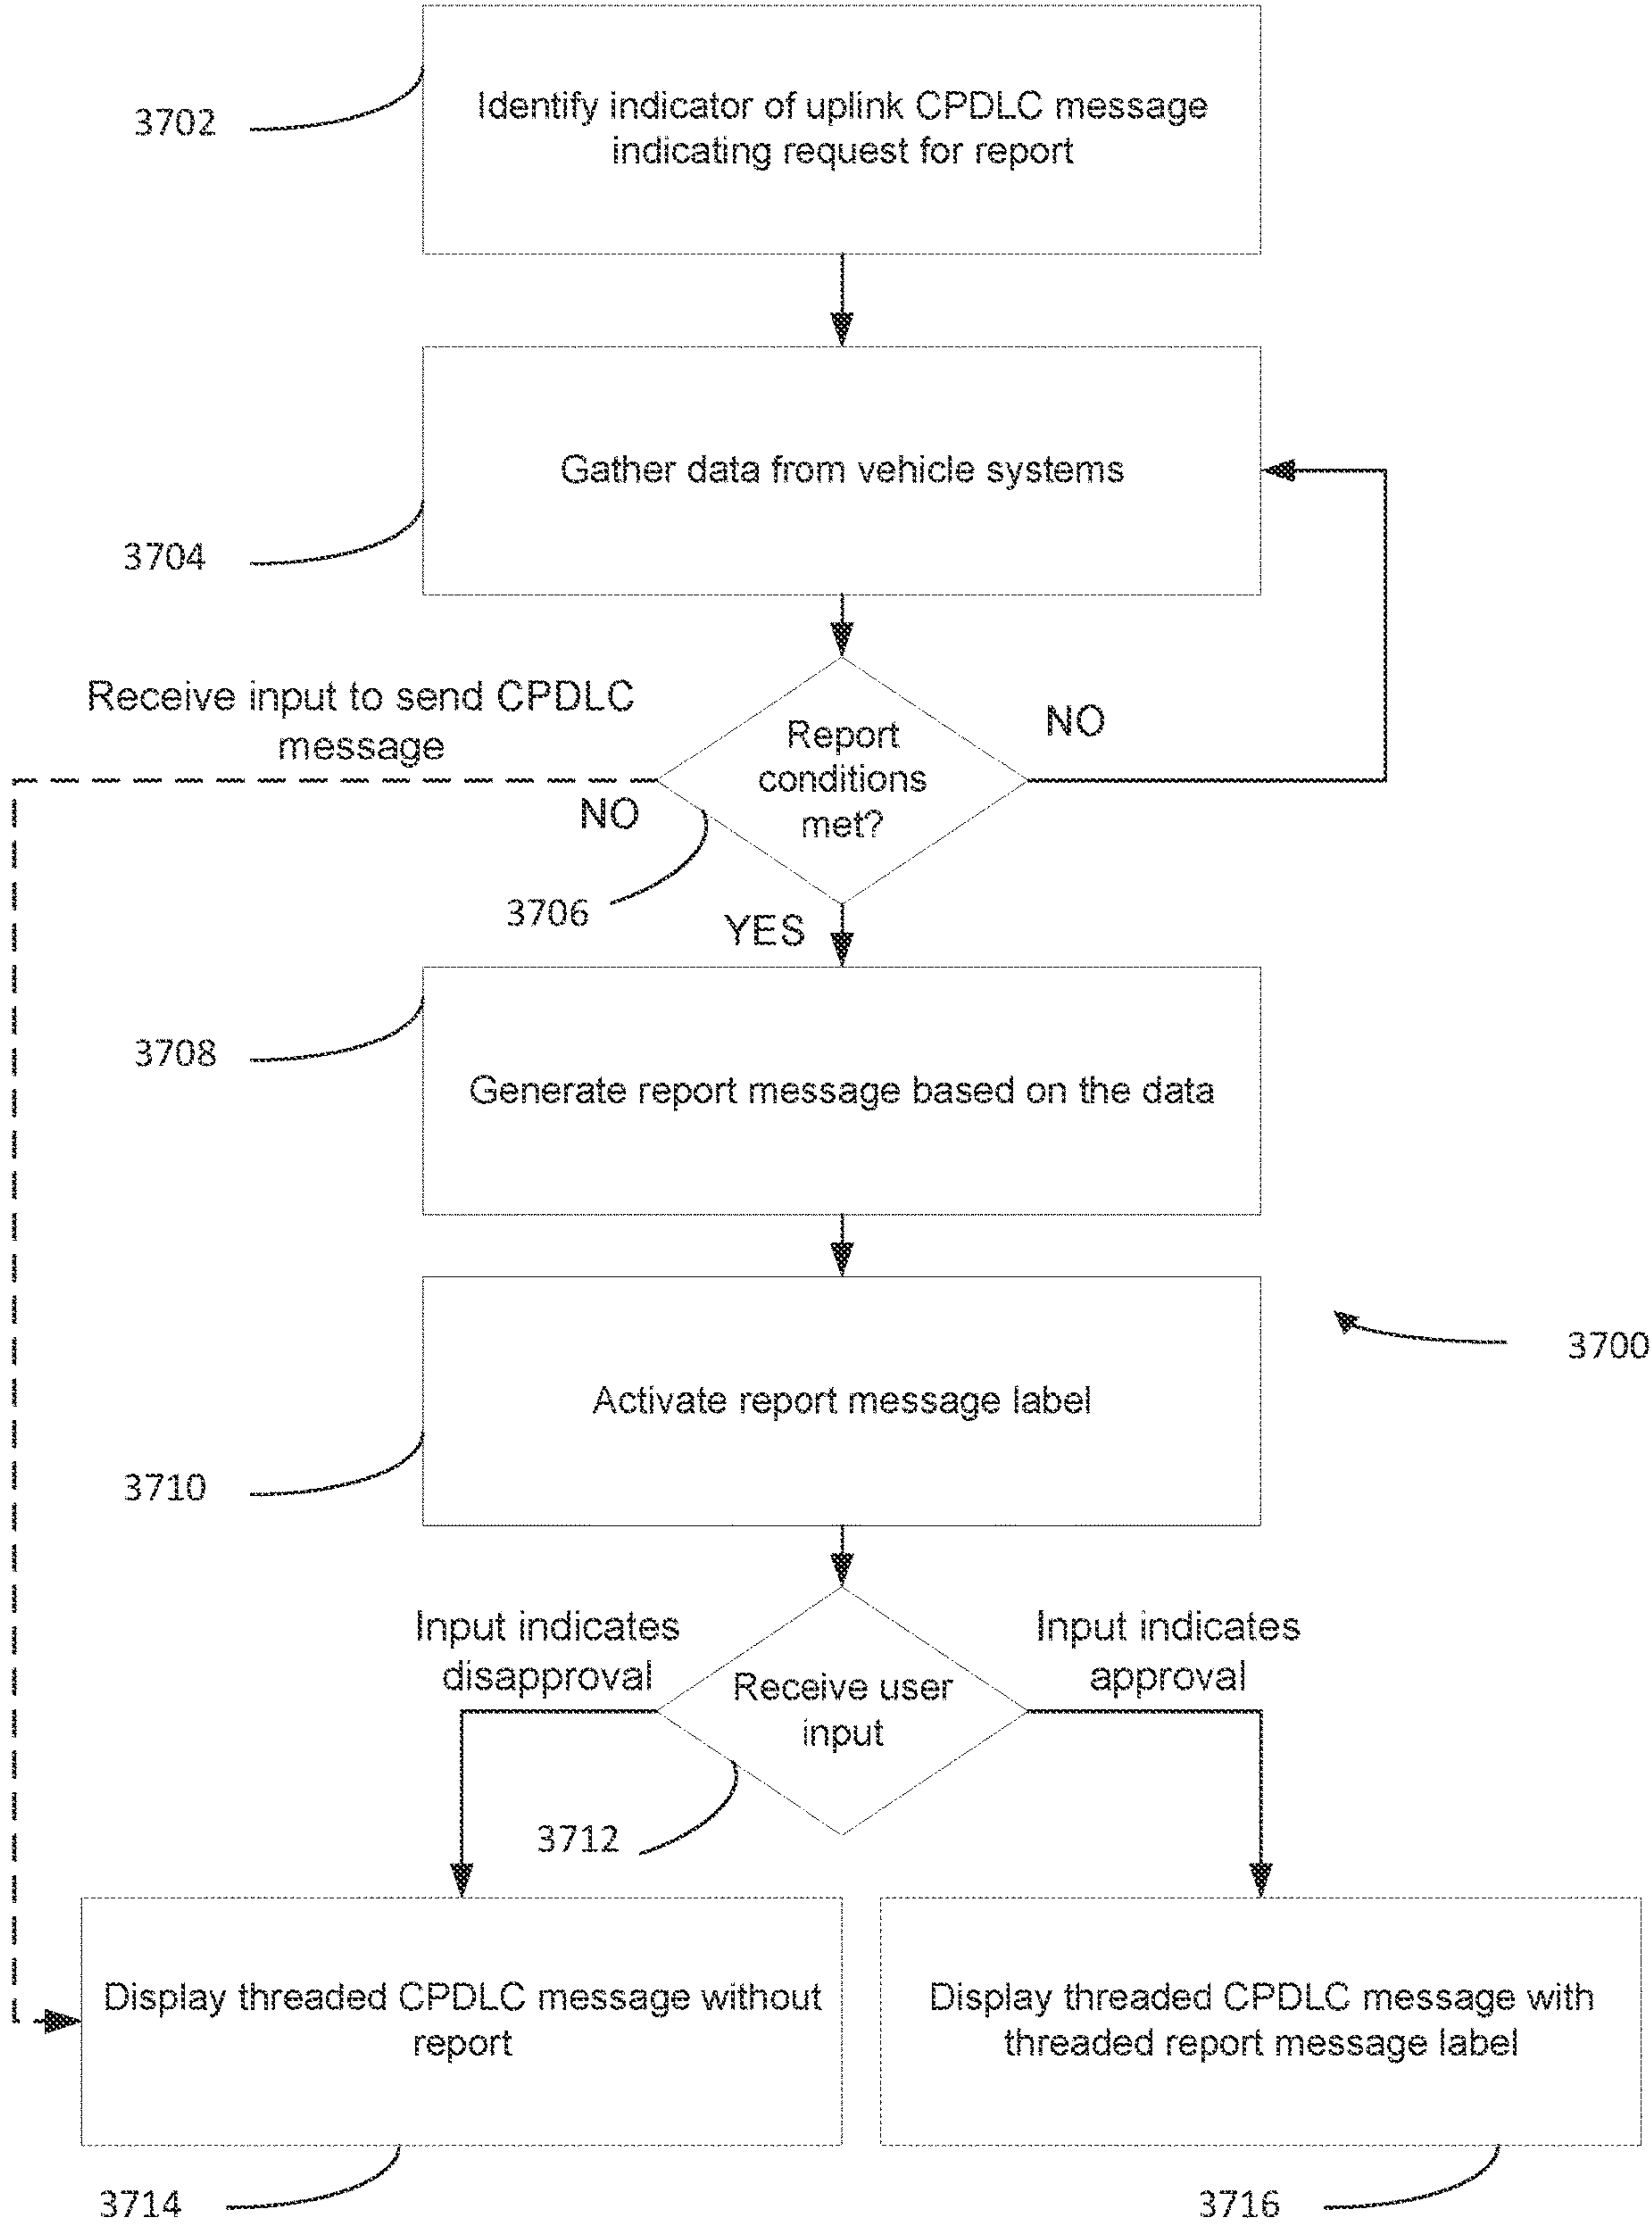 3702
Identify indicator of uplink CPDLC message
indicating request for report
Gather data from vehicle systems
3704
Receive input to send CPDLC
message
NO
Report
conditions
met?
NO
3706
YES
3708
Generate report message based on the data
3700
Activate report message label
3710
Input indicates
disapproval
Input indicates
approval
Receive user
input
3712
Display threaded CPDLC message without
report
Display threaded CPDLC message with
threaded report message label
3714
3716